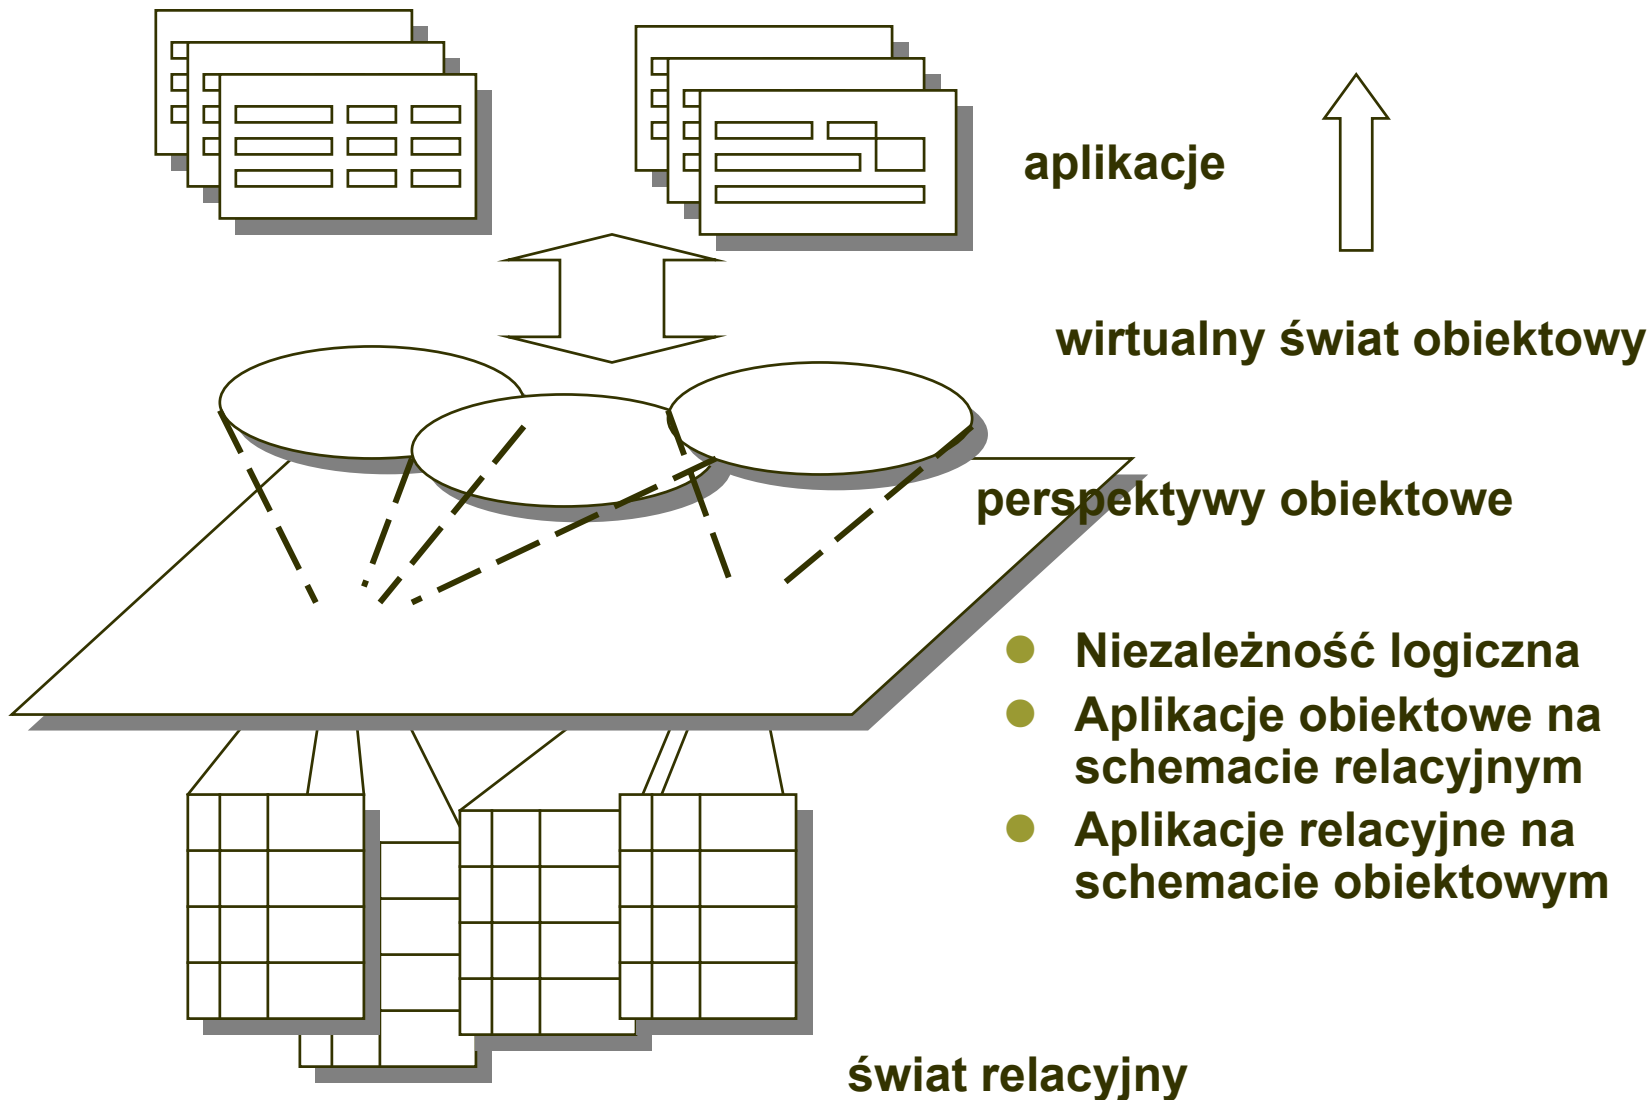 aplikacje
wirtualny świat obiektowy
perspektywy obiektowe
Niezależność logiczna
Aplikacje obiektowe na
schemacie relacyjnym
Aplikacje relacyjne na
schemacie obiektowym
świat relacyjny